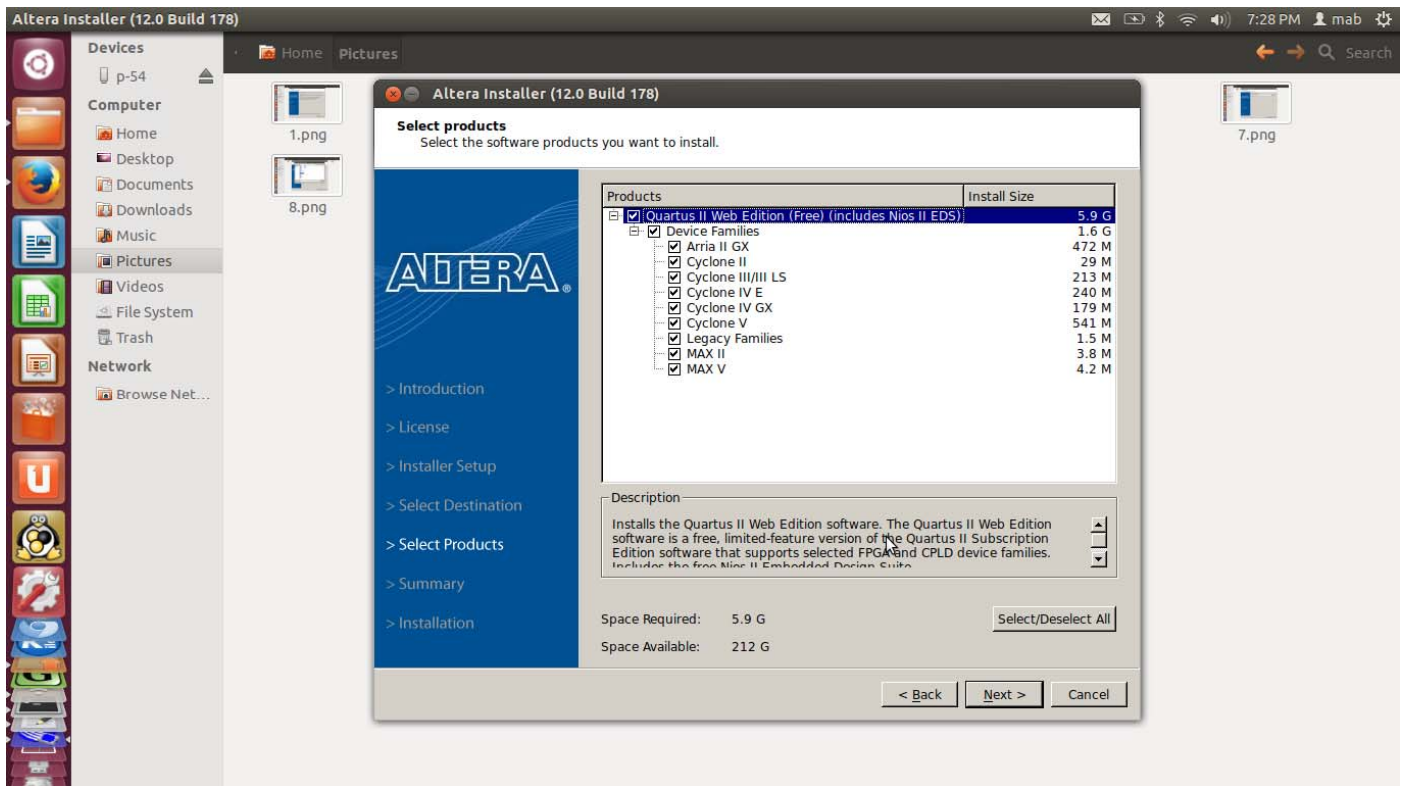 Altera Installer (12.0 Build 178)
7:28 PM mab
Devices
p-54
Computer
Home
Desktop
Documents
Downloads
Music
Pictures
Videos
File System
Trash
Network
Browse Net...
Home Pictures
Search
1.png
8.png
7.png
Altera Installer (12.0 Build 178)
Select products
Select the software products you want to install.
ALTERA®
> Introduction
> License
> Installer Setup
> Select Destination
> Select Products
> Summary
> Installation
Products Install Size
Quartus II Web Edition (Free) (includes Nios II EDS) 5.9 G
Device Families 1.6 G
Arria II GX 472 M
Cyclone II 29 M
Cyclone III/III LS 213 M
Cyclone IV E 240 M
Cyclone IV GX 179 M
Cyclone V 541 M
Legacy Families 1.5 M
MAX II 3.8 M
MAX V 4.2 M
Description
Installs the Quartus II Web Edition software. The Quartus II Web Edition
software is a free, limited-feature version of the Quartus II Subscription
Edition software that supports selected FPGA and CPLD device families.
Includes the free Nios II Embedded Design Suite
Space Required: 5.9 G
Select/Deselect All
Space Available: 212 G
< Back Next > Cancel